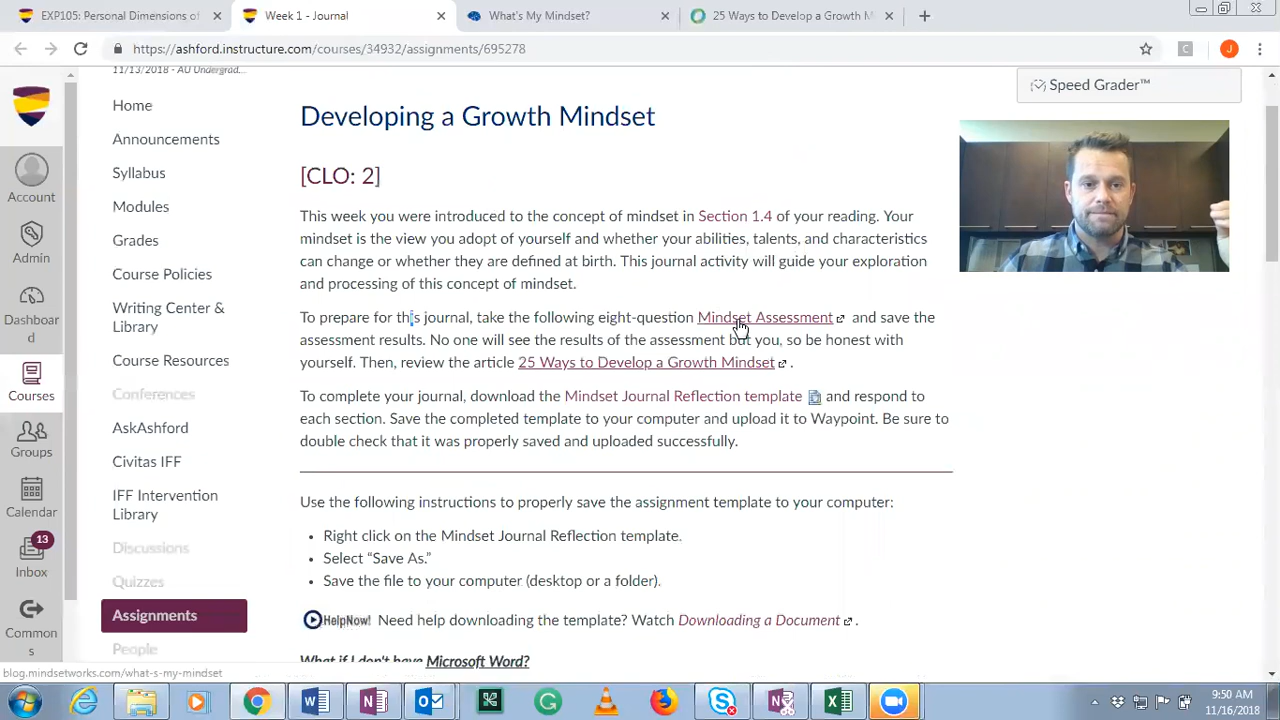 EXP105: Personal Dimensions of
Week 1 - Journal
What's My Mindset?
25 Ways to Develop a Growth M
https://ashford.instructure.com/courses/34932/assignments/695278
C
J
11/13/2018 - AU Undergrad...
Speed Grader™
Account
Admin
Dashboar
d
Courses
Groups
Calendar
13
Inbox
Common
s
Home
Announcements
Syllabus
Modules
Grades
Course Policies
Writing Center &
Library
Course Resources
Conferences
AskAshford
Civitas IFF
IFF Intervention
Library
Discussions
Quizzes
Assignments
People
Developing a Growth Mindset
[CLO: 2]
This week you were introduced to the concept of mindset in Section 1.4 of your reading. Your
mindset is the view you adopt of yourself and whether your abilities, talents, and characteristics
can change or whether they are defined at birth. This journal activity will guide your exploration
and processing of this concept of mindset.
To prepare for this journal, take the following eight-question Mindset Assessment and save the
assessment results. No one will see the results of the assessment but you, so be honest with
yourself. Then, review the article 25 Ways to Develop a Growth Mindset .
To complete your journal, download the Mindset Journal Reflection template and respond to
each section. Save the completed template to your computer and upload it to Waypoint. Be sure to
double check that it was properly saved and uploaded successfully.
Use the following instructions to properly save the assignment template to your computer:
• Right click on the Mindset Journal Reflection template.
• Select “Save As.”
• Save the file to your computer (desktop or a folder).
HelpNow! Need help downloading the template? Watch Downloading a Document .
What if I don't have Microsoft Word?
blog.mindsetworks.com/what-s-my-mindset
9:50 AM
11/16/2018